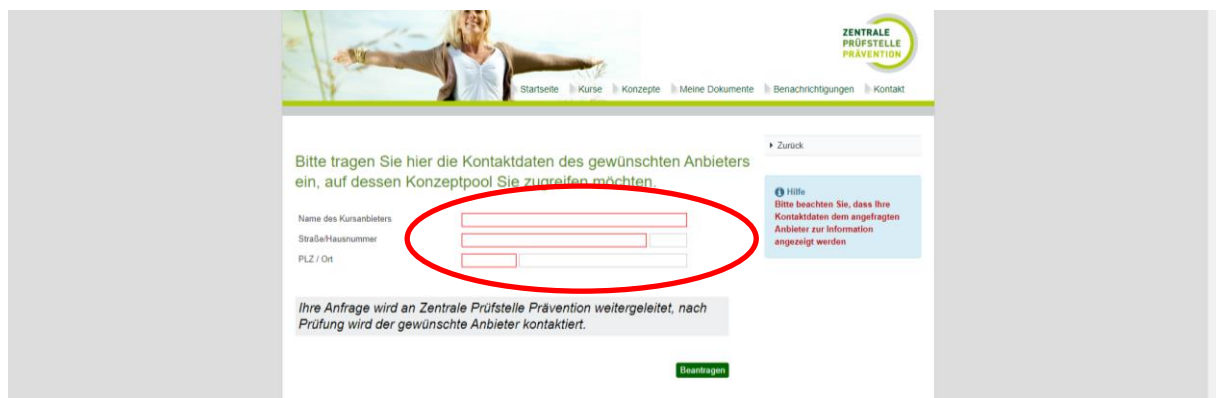 ZENTRALE
PRÜFSTELLE
PRÄVENTION
Startseite Kurse Konzepte Meine Dokumente Benachrichtigungen Kontakt
Zurück
Bitte tragen Sie hier die Kontaktdaten des gewünschten Anbieters
ein, auf dessen Konzeptpool Sie zugreifen möchten.
Hilfe
Bitte beachten Sie, dass Ihre
Kontaktdaten dem angefragten
Anbieter zur Information
angezeigt werden
Name des Kursanbieters
Straße/Hausnummer
PLZ / Ort
Ihre Anfrage wird an Zentrale Prüfstelle Prävention weitergeleitet, nach
Prüfung wird der gewünschte Anbieter kontaktiert.
Beantragen